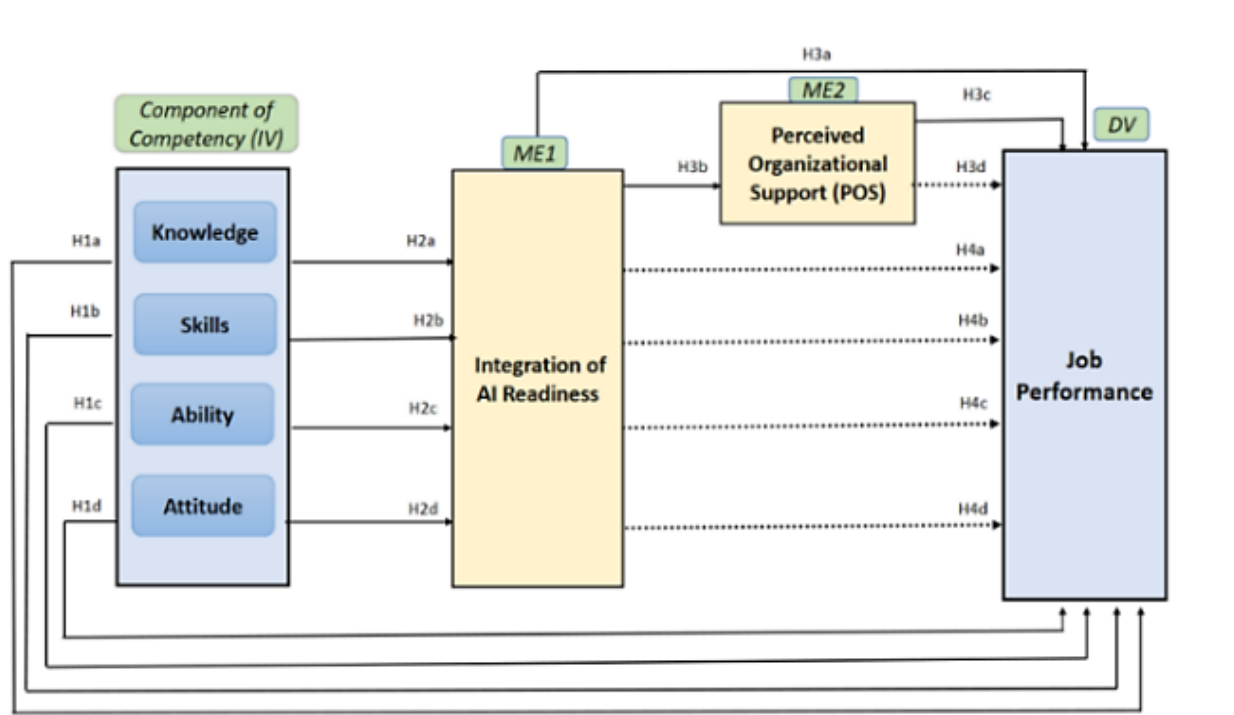 H3a
ME2
H3c
Component of
Competency (IV)
DV
ME1
Perceived
Organizational
Support (POS)
H3b
H3d
Knowledge
H1a
H2a
H4a
H1b
Skills
H2b
H4b
Integration of
AI Readiness
Job
Performance
H1c
Ability
H2c
H4c
H1d
Attitude
H2d
H4d